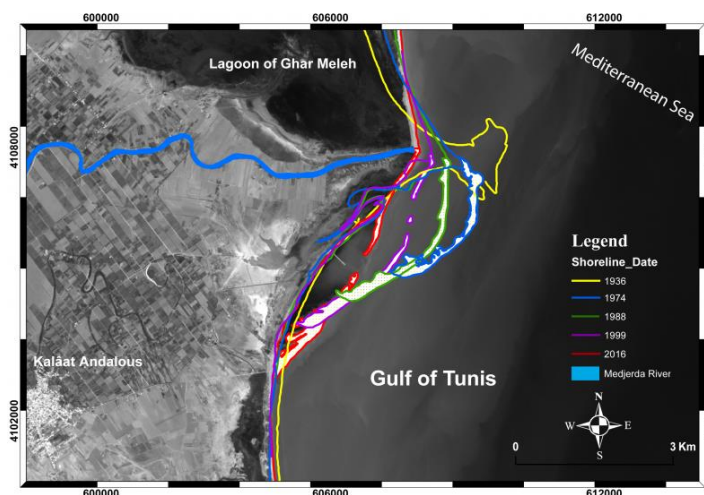 600000 606000 612000
Lagoon of Ghar Meleh
Mediterranean Sea
4108000
Legend
Shoreline_Date
1936
1974
1988
1999
2016
Medjerda River
Kalâat Andalous
Gulf of Tunis
N
W E
S
0 3 Km
4102000
600000 606000 612000